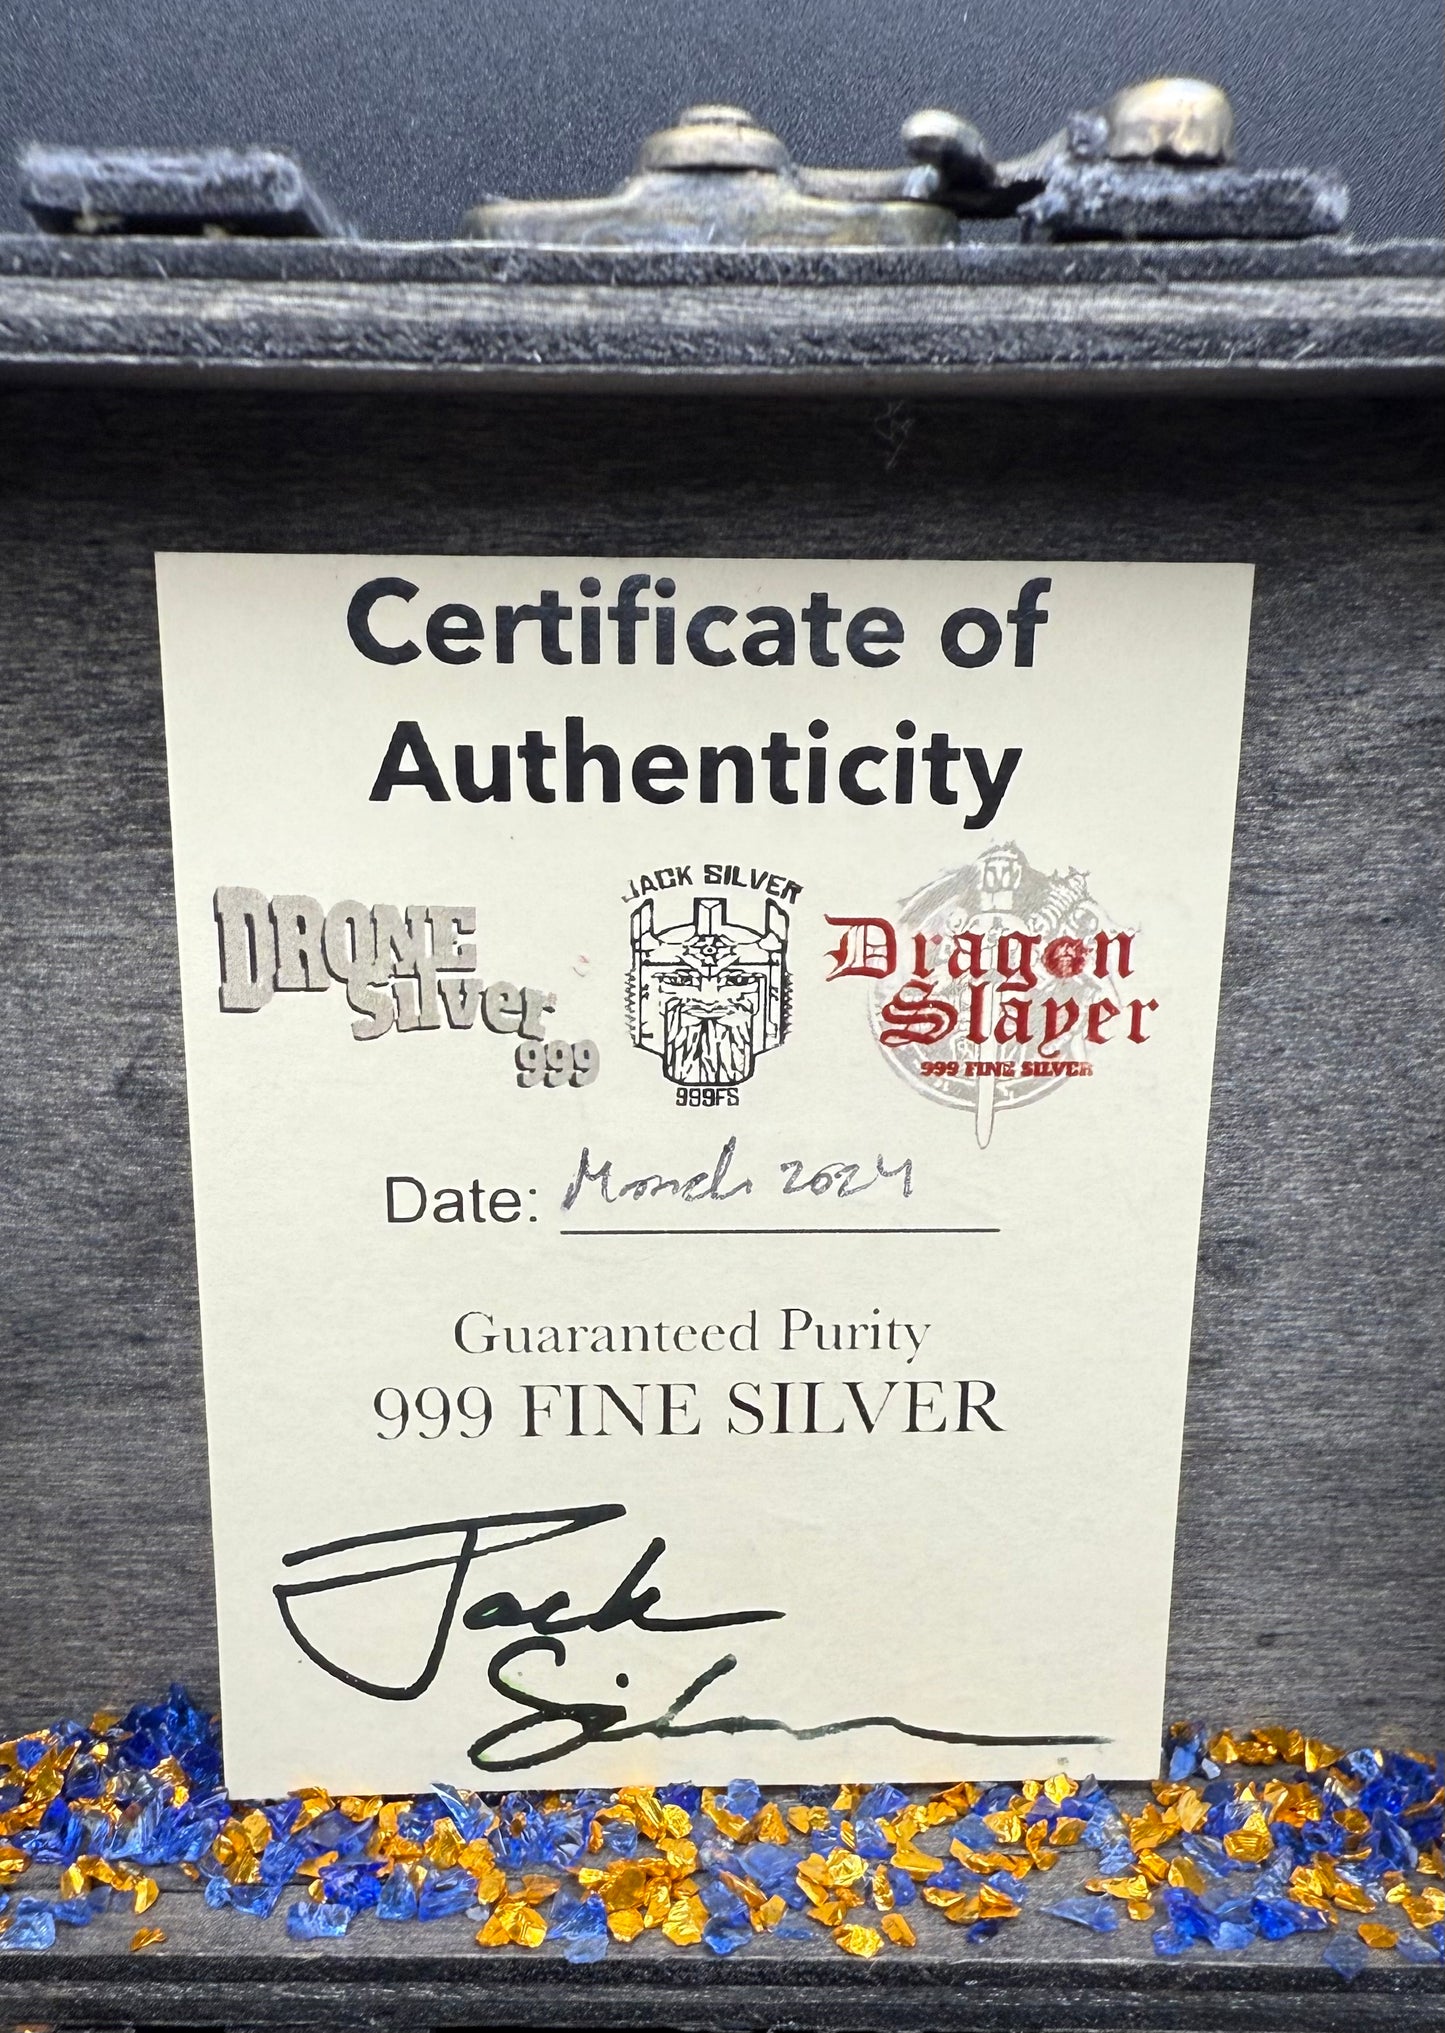 Certificate of
Authenticity
DRONE
Silver
999
JACK SILVER
999FS
Dragon
Slayer
999 FINE SILVER
Date: March 2024
Guaranteed Purity
999 FINE SILVER
Jack
Silver